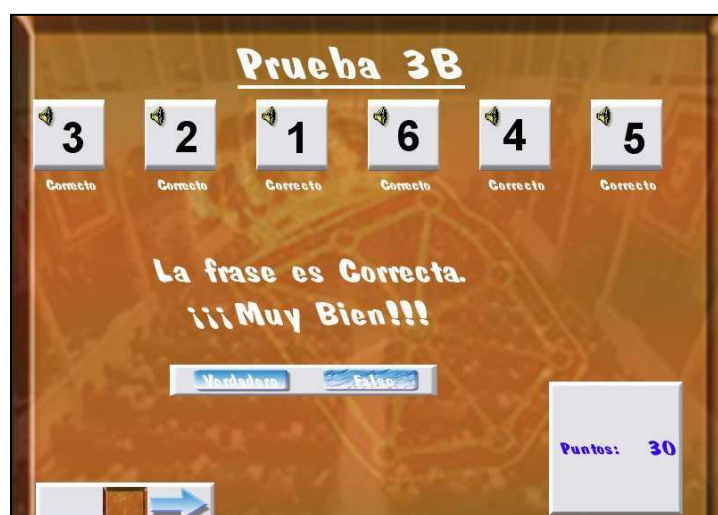 Prueba 3B
3 2 1 6 4 5
Correcto Correcto Correcto Correcto Correcto Correcto
La frase es Correcta.
¡¡¡Muy Bien!!!
Verdadero Falso
Puntos: 30